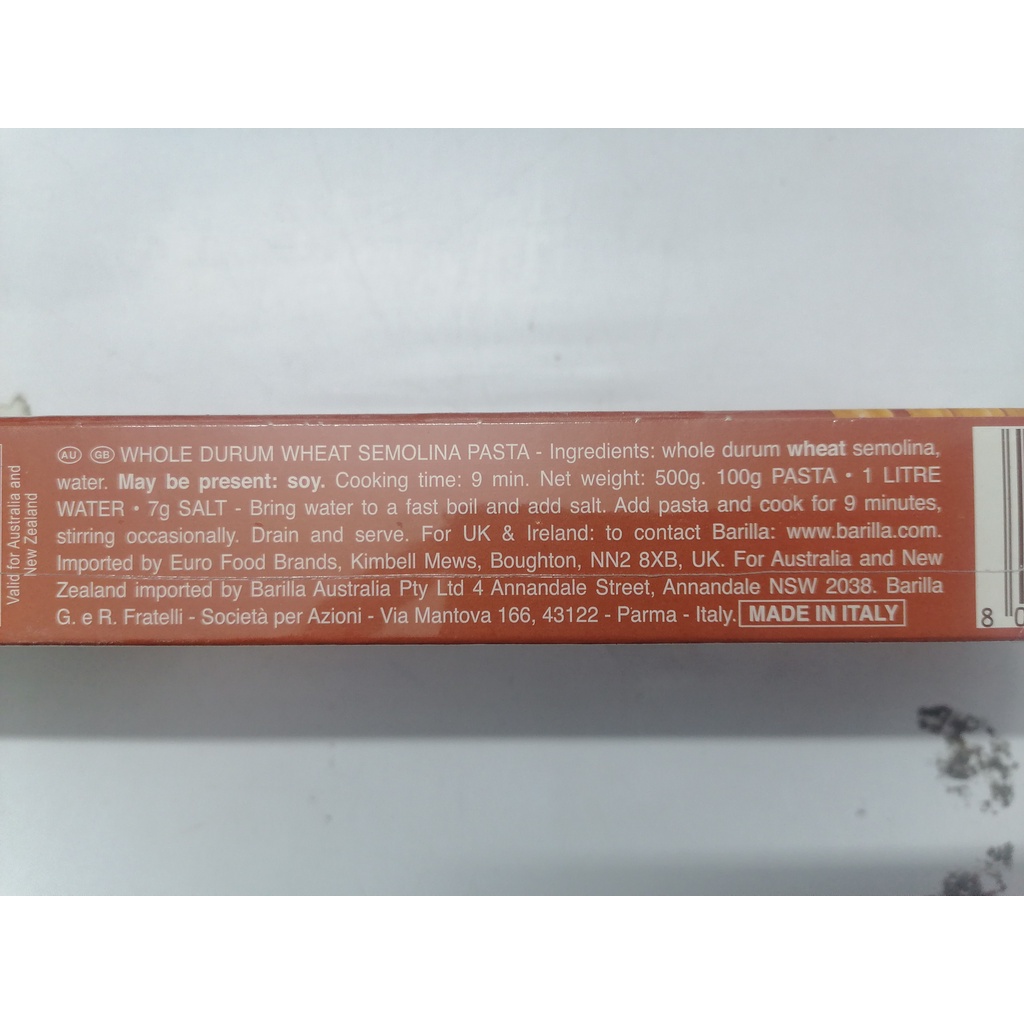 AU GB WHOLE DURUM WHEAT SEMOLINA PASTA - Ingredients: whole durum wheat semolina,
water. May be present: soy. Cooking time: 9 min. Net weight: 500g. 100g PASTA • 1 LITRE
WATER • 7g SALT - Bring water to a fast boil and add salt. Add pasta and cook for 9 minutes,
stirring occasionally. Drain and serve. For UK & Ireland: to contact Barilla: www.barilla.com.
Imported by Euro Food Brands, Kimbell Mews, Boughton, NN2 8XB, UK. For Australia and New
Zealand imported by Barilla Australia Pty Ltd 4 Annandale Street, Annandale NSW 2038. Barilla
G. e R. Fratelli - Società per Azioni - Via Mantova 166, 43122 - Parma - Italy. MADE IN ITALY
Valid for Australia and
New Zealand
8